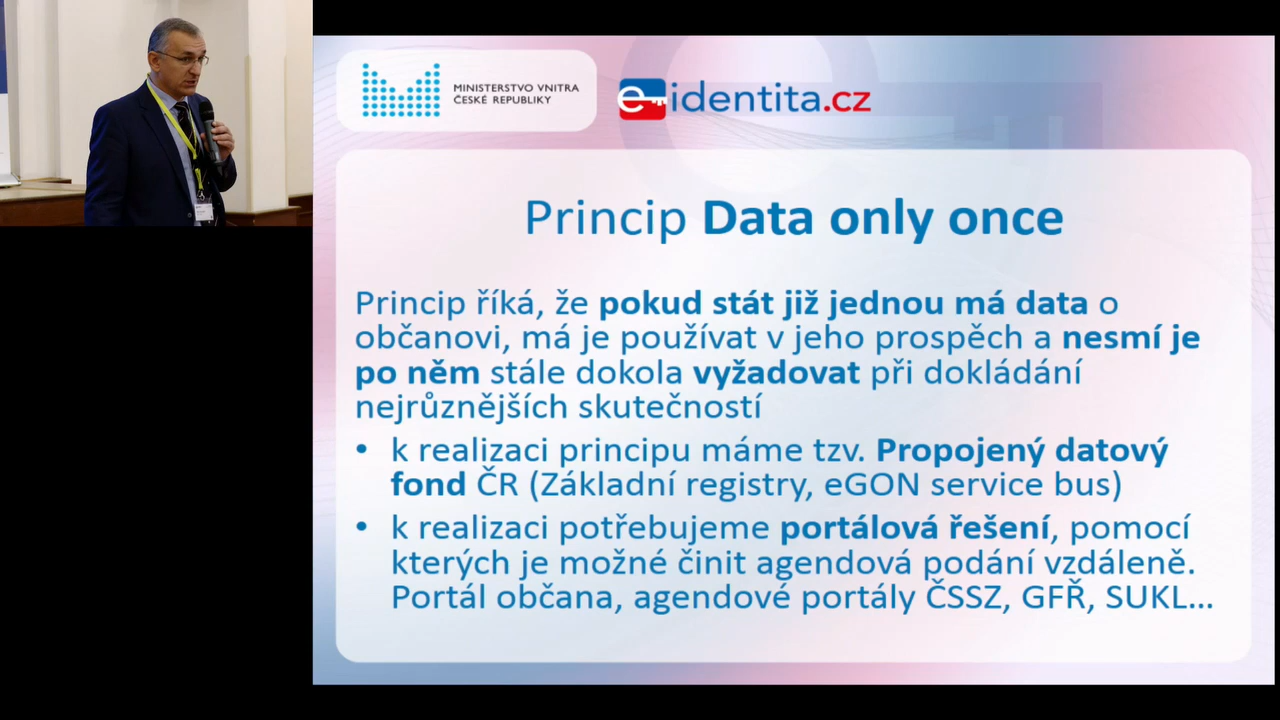 MINISTERSTVO VNITRA
ČESKÉ REPUBLIKY
e-identita.cz
Princip Data only once
Princip říká, že pokud stát již jednou má data o
občanovi, má je používat v jeho prospěch a nesmí je
po něm stále dokola vyžadovat při dokládání
nejrůznějších skutečností
• k realizaci principu máme tzv. Propojený datový
fond ČR (Základní registry, eGON service bus)
• k realizaci potřebujeme portálová řešení, pomocí
kterých je možné činit agendová podání vzdáleně.
Portál občana, agendové portály ČSSZ, GFŘ, SUKL...